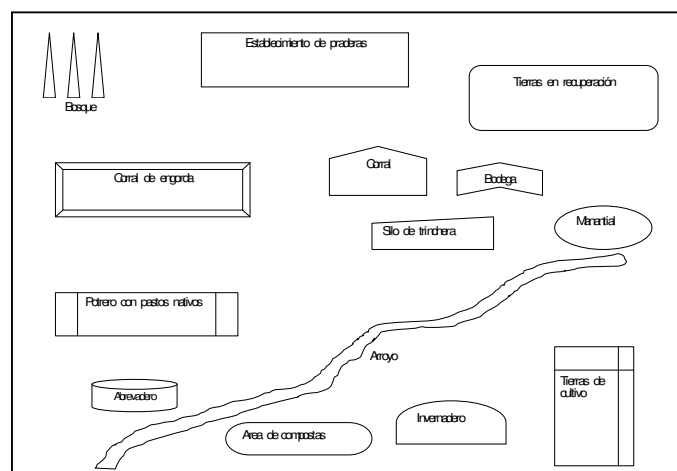 Establecimiento de praderas
Tierras en recuperación
Bosque
Corral
Corral de engorda
Bodega
Silo de trinchera
Manantial
Potrero con pastos nativos
Arroyo
Tierras de
cultivo
Abrevadero
Invernadero
Area de compostas